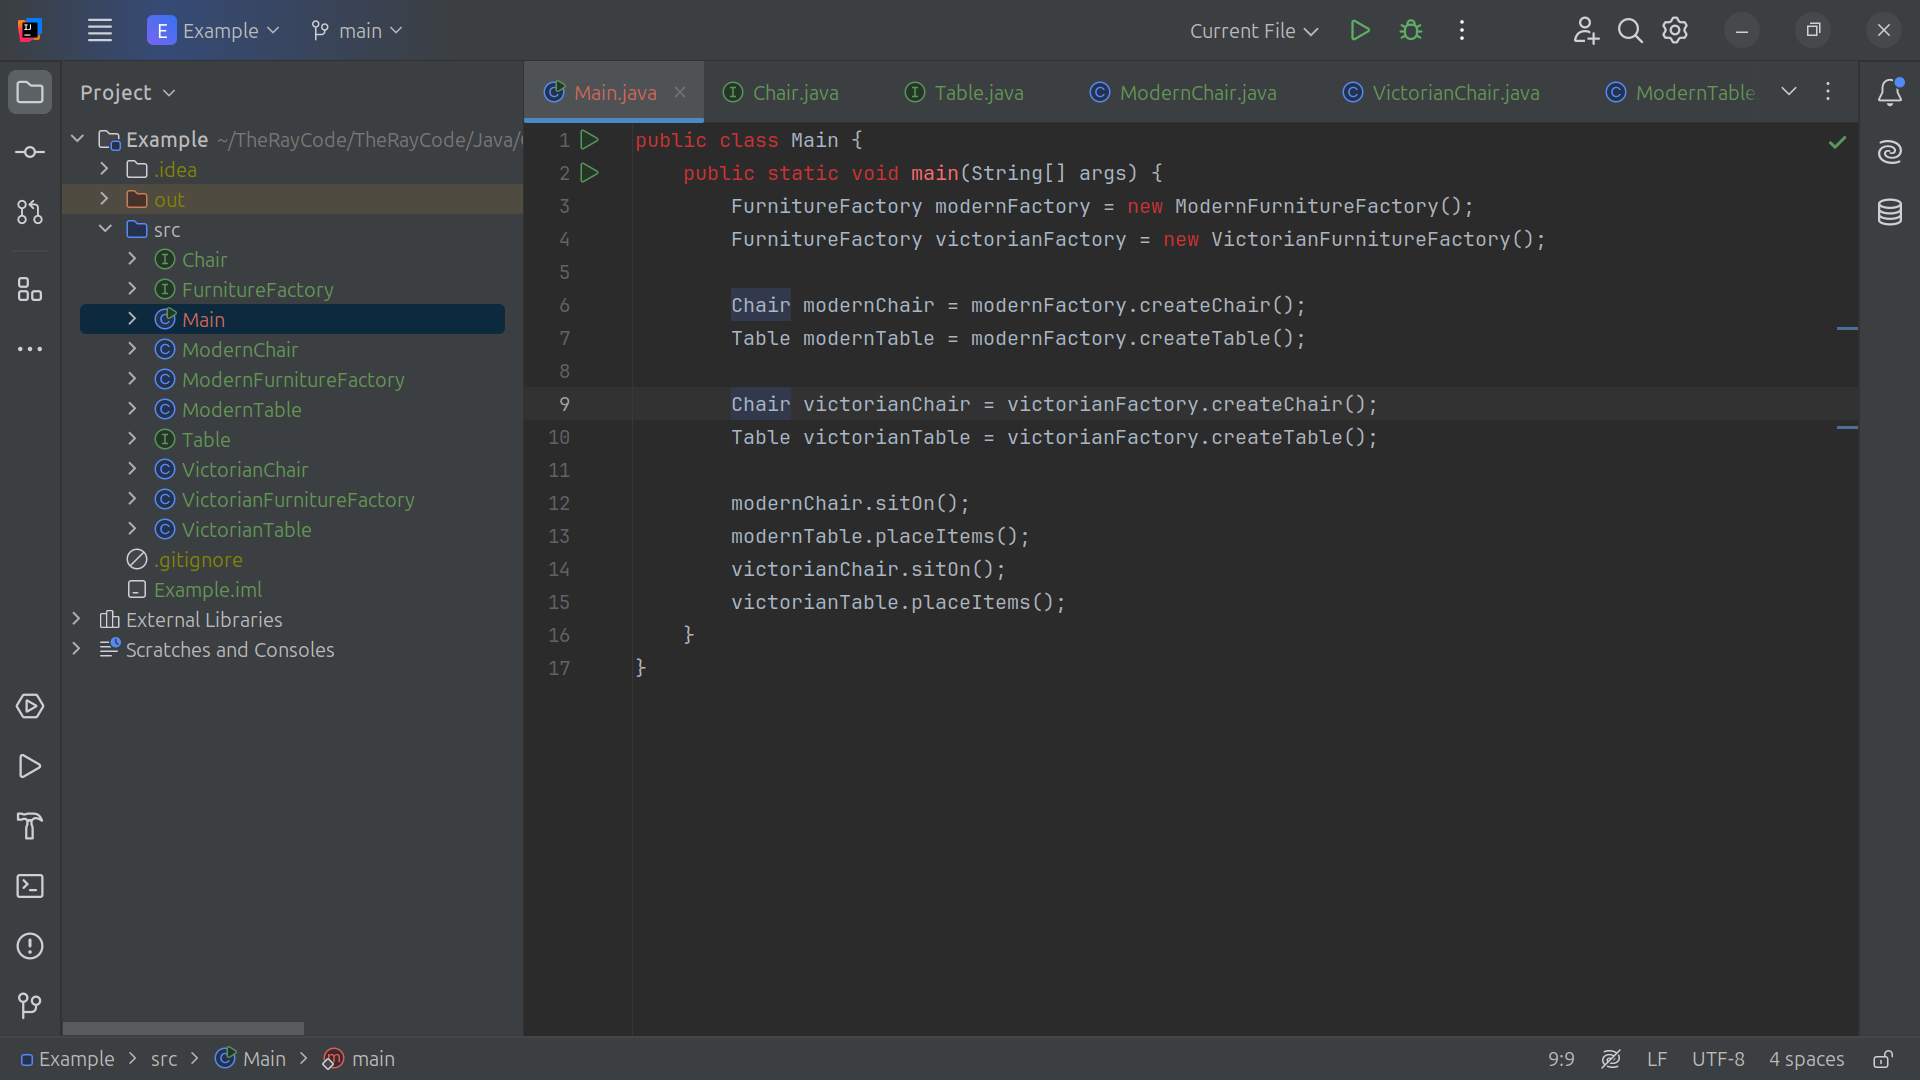 E Example main
Current File
Project
Example ~/TheRayCode/TheRayCode/Java/
.idea
out
src
Chair
FurnitureFactory
Main
ModernChair
ModernFurnitureFactory
ModernTable
Table
VictorianChair
VictorianFurnitureFactory
VictorianTable
.gitignore
Example.iml
External Libraries
Scratches and Consoles
Main.java Chair.java Table.java ModernChair.java VictorianChair.java ModernTable
1 public class Main {
2 public static void main(String[] args) {
3 FurnitureFactory modernFactory = new ModernFurnitureFactory();
4 FurnitureFactory victorianFactory = new VictorianFurnitureFactory();
5
6 Chair modernChair = modernFactory.createChair();
7 Table modernTable = modernFactory.createTable();
8
9 Chair victorianChair = victorianFactory.createChair();
10 Table victorianTable = victorianFactory.createTable();
11
12 modernChair.sitOn();
13 modernTable.placeItems();
14 victorianChair.sitOn();
15 victorianTable.placeItems();
16 }
17 }
Example src Main main
9:9 LF UTF-8 4 spaces